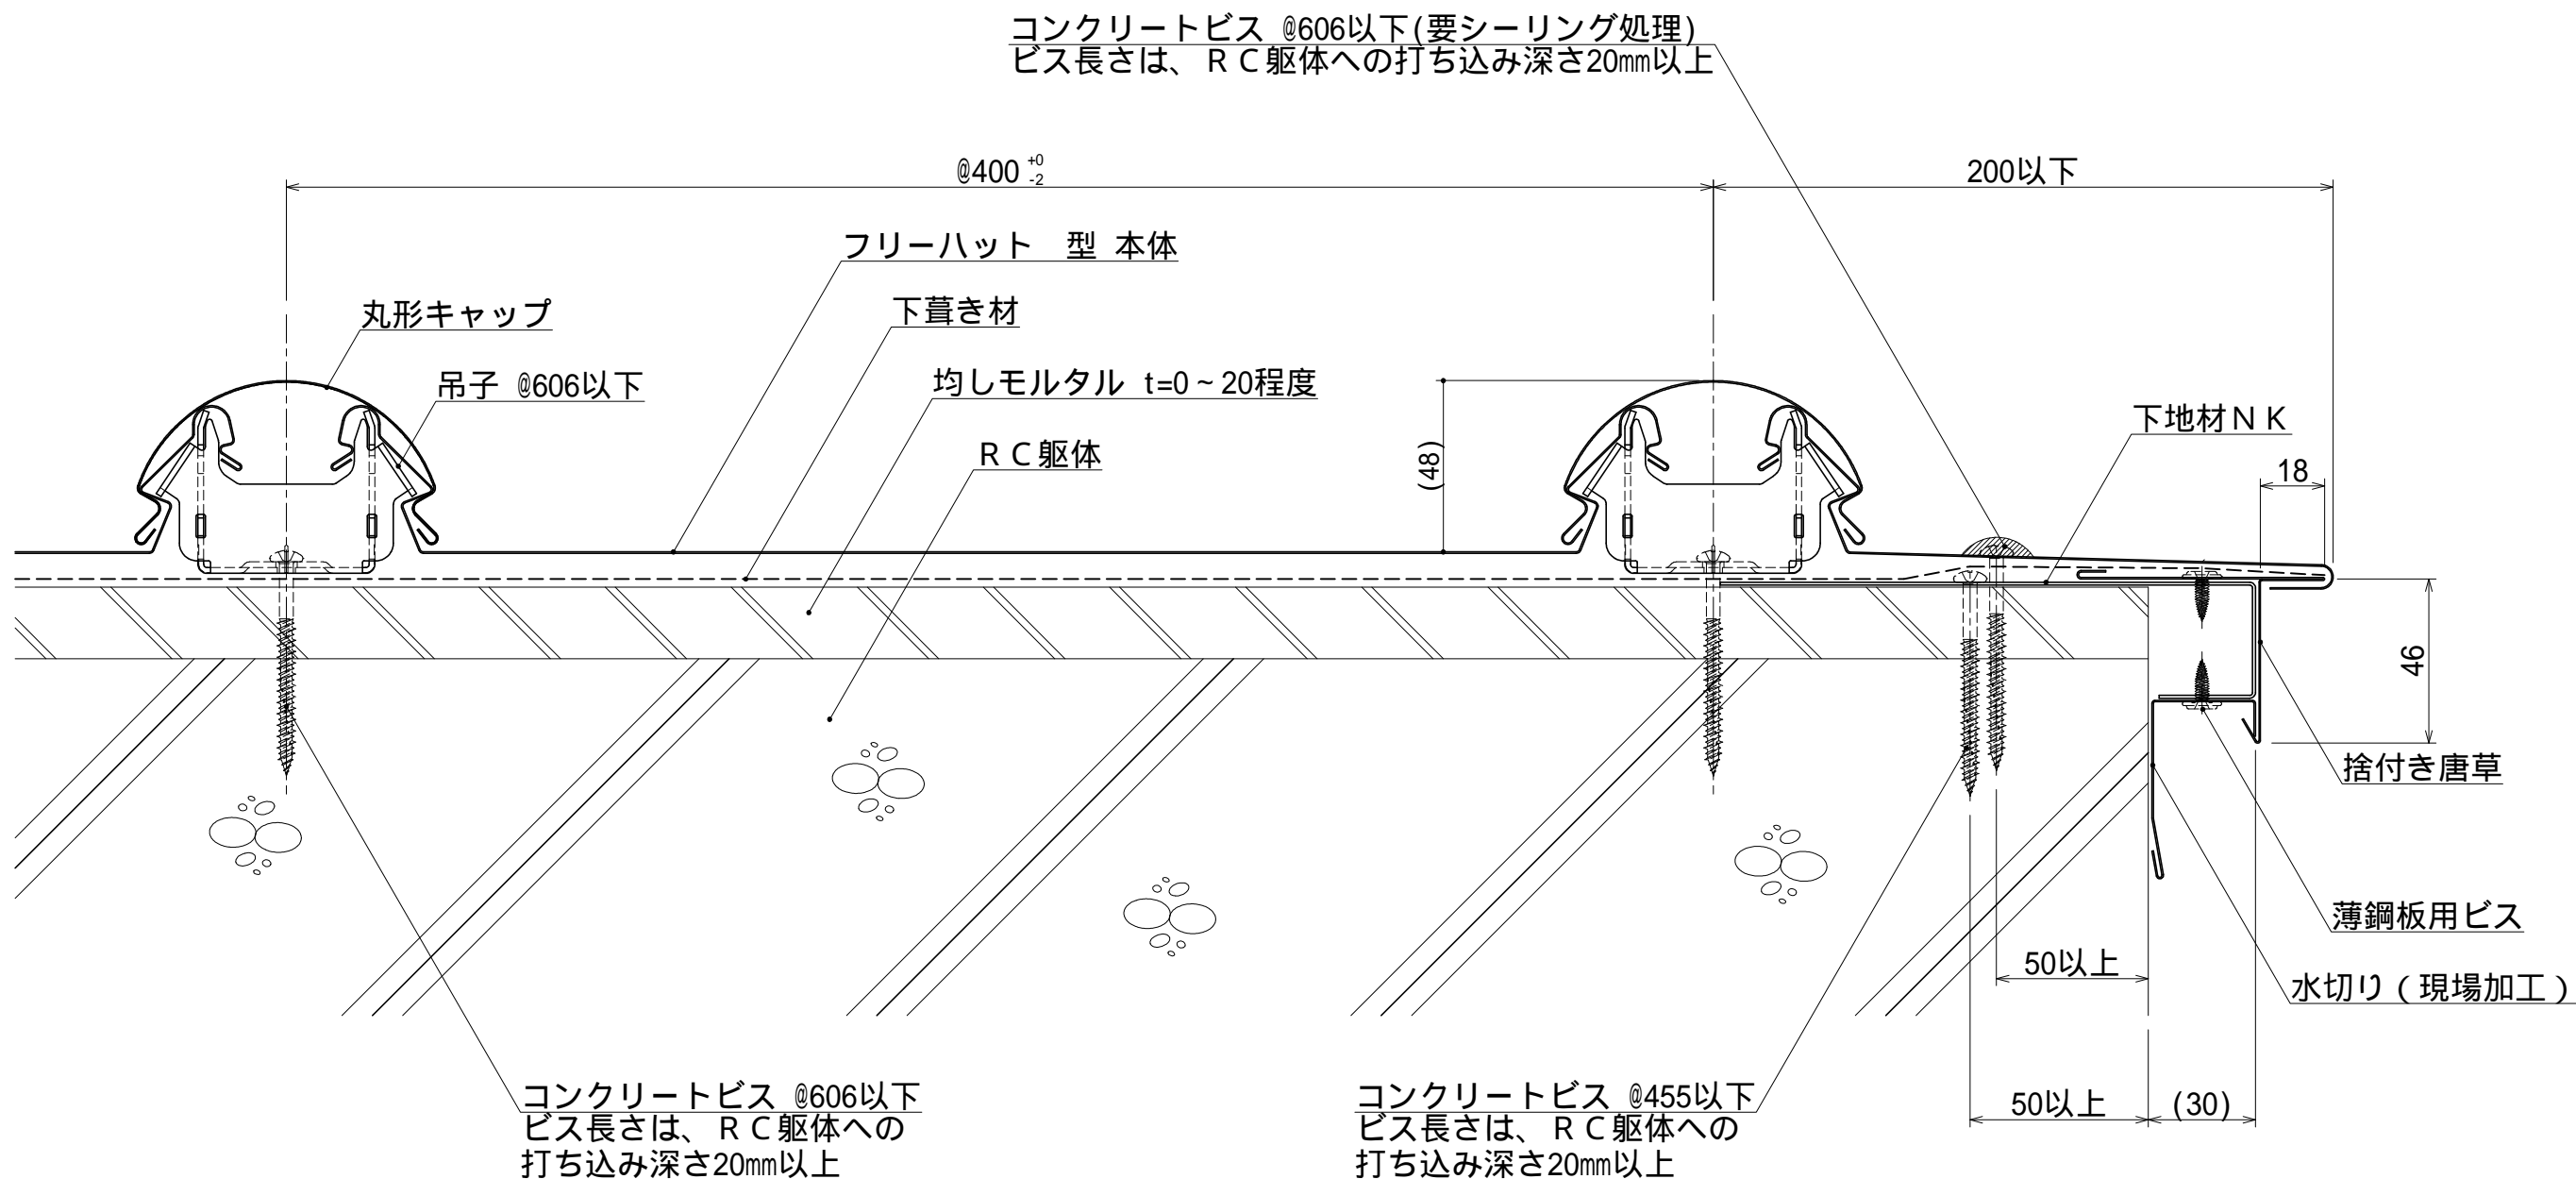 コンクリートビス @606以下(要シーリング処理)
ビス長さは、ＲＣ躯体への打ち込み深さ20㎜以上
@400 +0 -2
200以下
フリーハット　型 本体
丸形キャップ
下葺き材
吊子 @606以下
均しモルタル t=0～20程度
ＲＣ躯体
(48)
下地材ＮＫ
18
46
捨付き唐草
薄鋼板用ビス
50以上
水切り（現場加工）
コンクリートビス @606以下
ビス長さは、ＲＣ躯体への
打ち込み深さ20㎜以上
コンクリートビス @455以下
ビス長さは、ＲＣ躯体への
打ち込み深さ20㎜以上
50以上
(30)